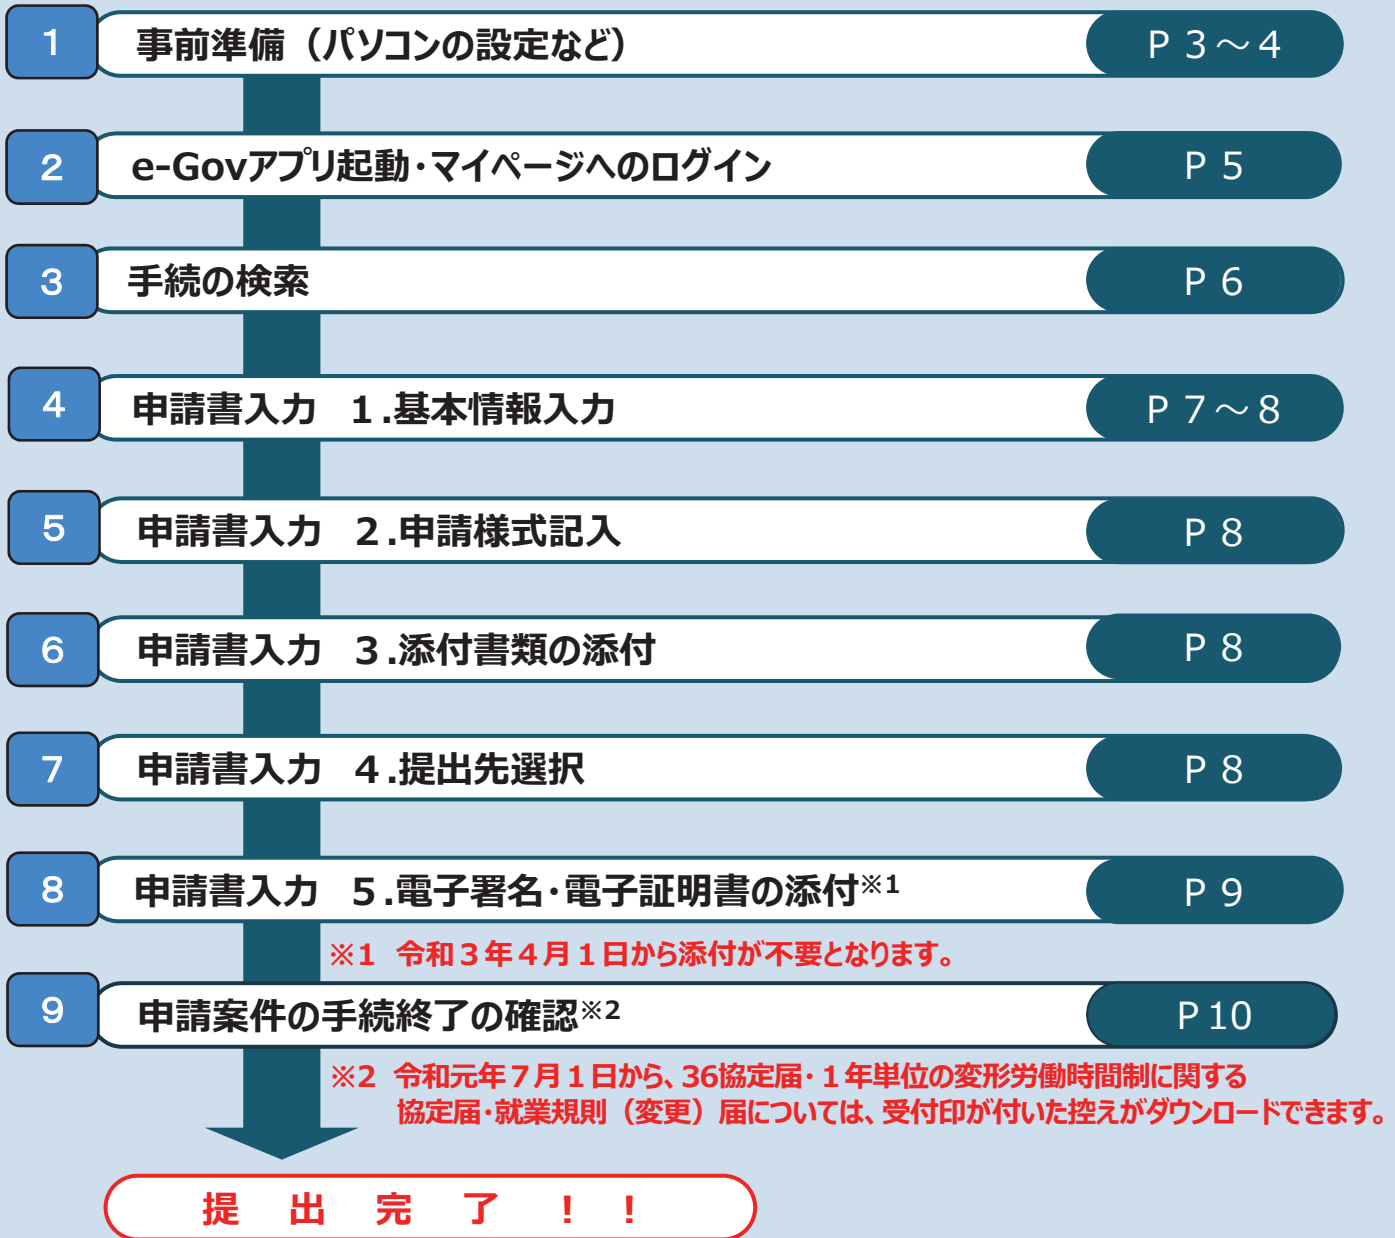 1 事前準備（パソコンの設定など） P 3～4
2 e-Govアプリ起動・マイページへのログイン P 5
3 手続の検索 P 6
4 申請書入力 １.基本情報入力 P 7～8
5 申請書入力 ２.申請様式記入 P 8
6 申請書入力 ３.添付書類の添付 P 8
7 申請書入力 ４.提出先選択 P 8
8 申請書入力 ５.電子署名・電子証明書の添付※1 P 9
※1 令和３年４月１日から添付が不要となります。
9 申請案件の手続終了の確認※2 P 10
※2 令和元年７月１日から、36協定届・１年単位の変形労働時間制に関する
協定届・就業規則（変更）届については、受付印が付いた控えがダウンロードできます。
提 出 完 了 ！ ！